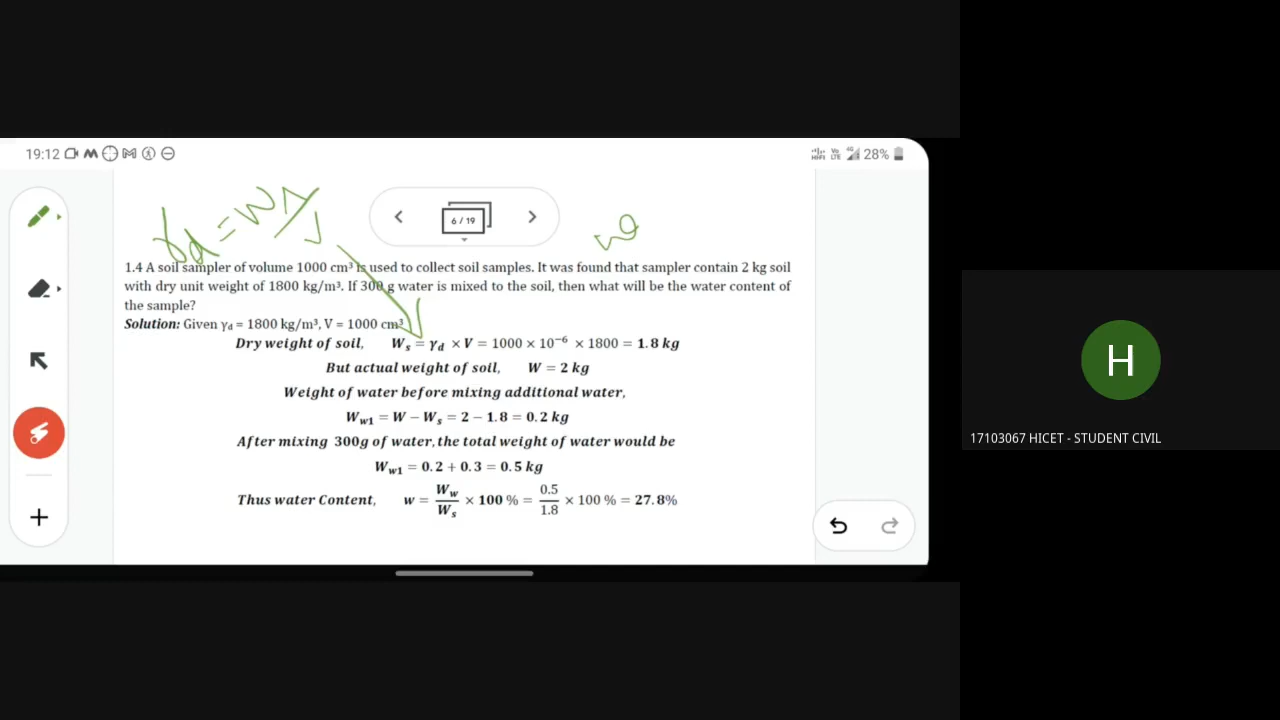 19:12
28%
γd = Ws/V
6 / 19
w
1.4 A soil sampler of volume 1000 cm³ is used to collect soil samples. It was found that sampler contain 2 kg soil
with dry unit weight of 1800 kg/m³. If 300 g water is mixed to the soil, then what will be the water content of
the sample?
Solution: Given γd = 1800 kg/m³, V = 1000 cm³
Dry weight of soil, Ws = γd × V = 1000 × 10⁻⁶ × 1800 = 1.8 kg
But actual weight of soil, W = 2 kg
Weight of water before mixing additional water,
Ww1 = W − Ws = 2 − 1.8 = 0.2 kg
After mixing 300g of water, the total weight of water would be
Ww1 = 0.2 + 0.3 = 0.5 kg
Thus water Content, w = Ww/Ws × 100 % = 0.5/1.8 × 100 % = 27.8%
H
17103067 HICET - STUDENT CIVIL